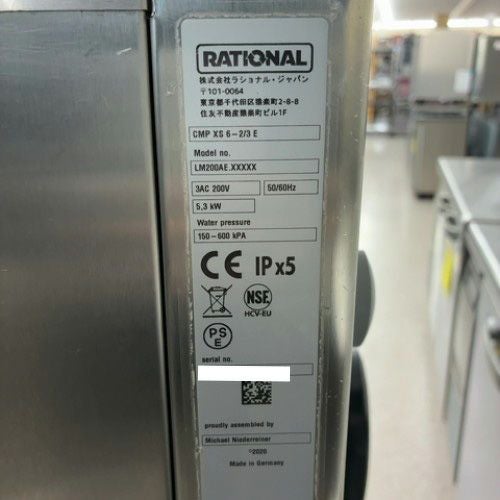 RATIONAL
株式会社ラショナル・ジャパン
〒101-0064
東京都千代田区猿楽町2-8-8
住友不動産猿楽町ビル1F
CMP XS 6-2/3 E
Model no.
LM200AE.XXXXX
3AC 200V 50/60Hz
5,3 kW
Water pressure
150-600 kPA
CE IPx5
NSF
HCV-EU
PS
E
serial no.
proudly assembled by
Michael Niederreiner
©2020
Made in Germany